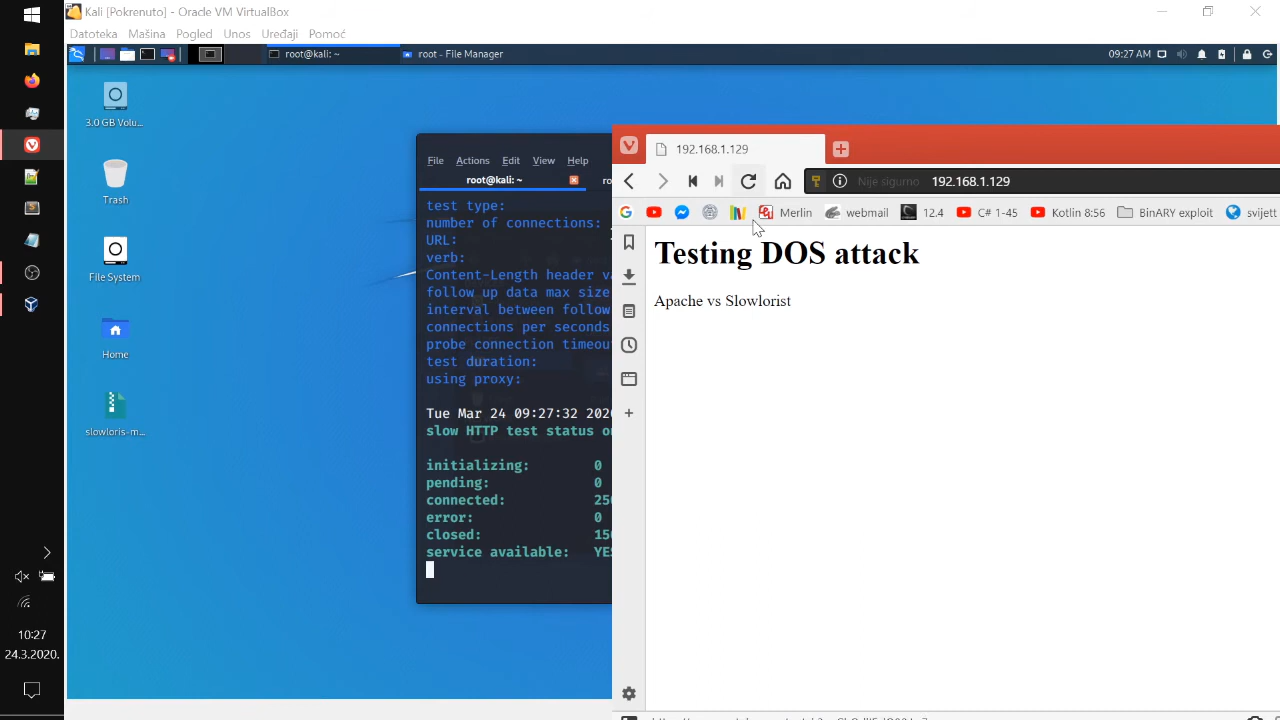 Kali [Pokrenuto] - Oracle VM VirtualBox
Datoteka Mašina Pogled Unos Uređaji Pomoć
root@kali: ~
root - File Manager
09:27 AM
3.0 GB Volu...
Trash
File System
Home
slowloris-m...
File Actions Edit View Help
root@kali: ~
test type:
number of connections:
URL:
verb:
Content-Length header
follow up data max size
interval between follow
connections per seconds
probe connection
test duration:
using proxy:
Tue Mar 24 09:27:32
slow HTTP test status
initializing: 0
pending: 0
connected:
error: 0
closed:
service available:
192.168.1.129
Nije sigurno 192.168.1.129
Merlin webmail 12.4 C# 1-45 Kotlin 8:56 BinARY exploit svijett
Testing DOS attack
Apache vs Slowlorist
10:27
24.3.2020.